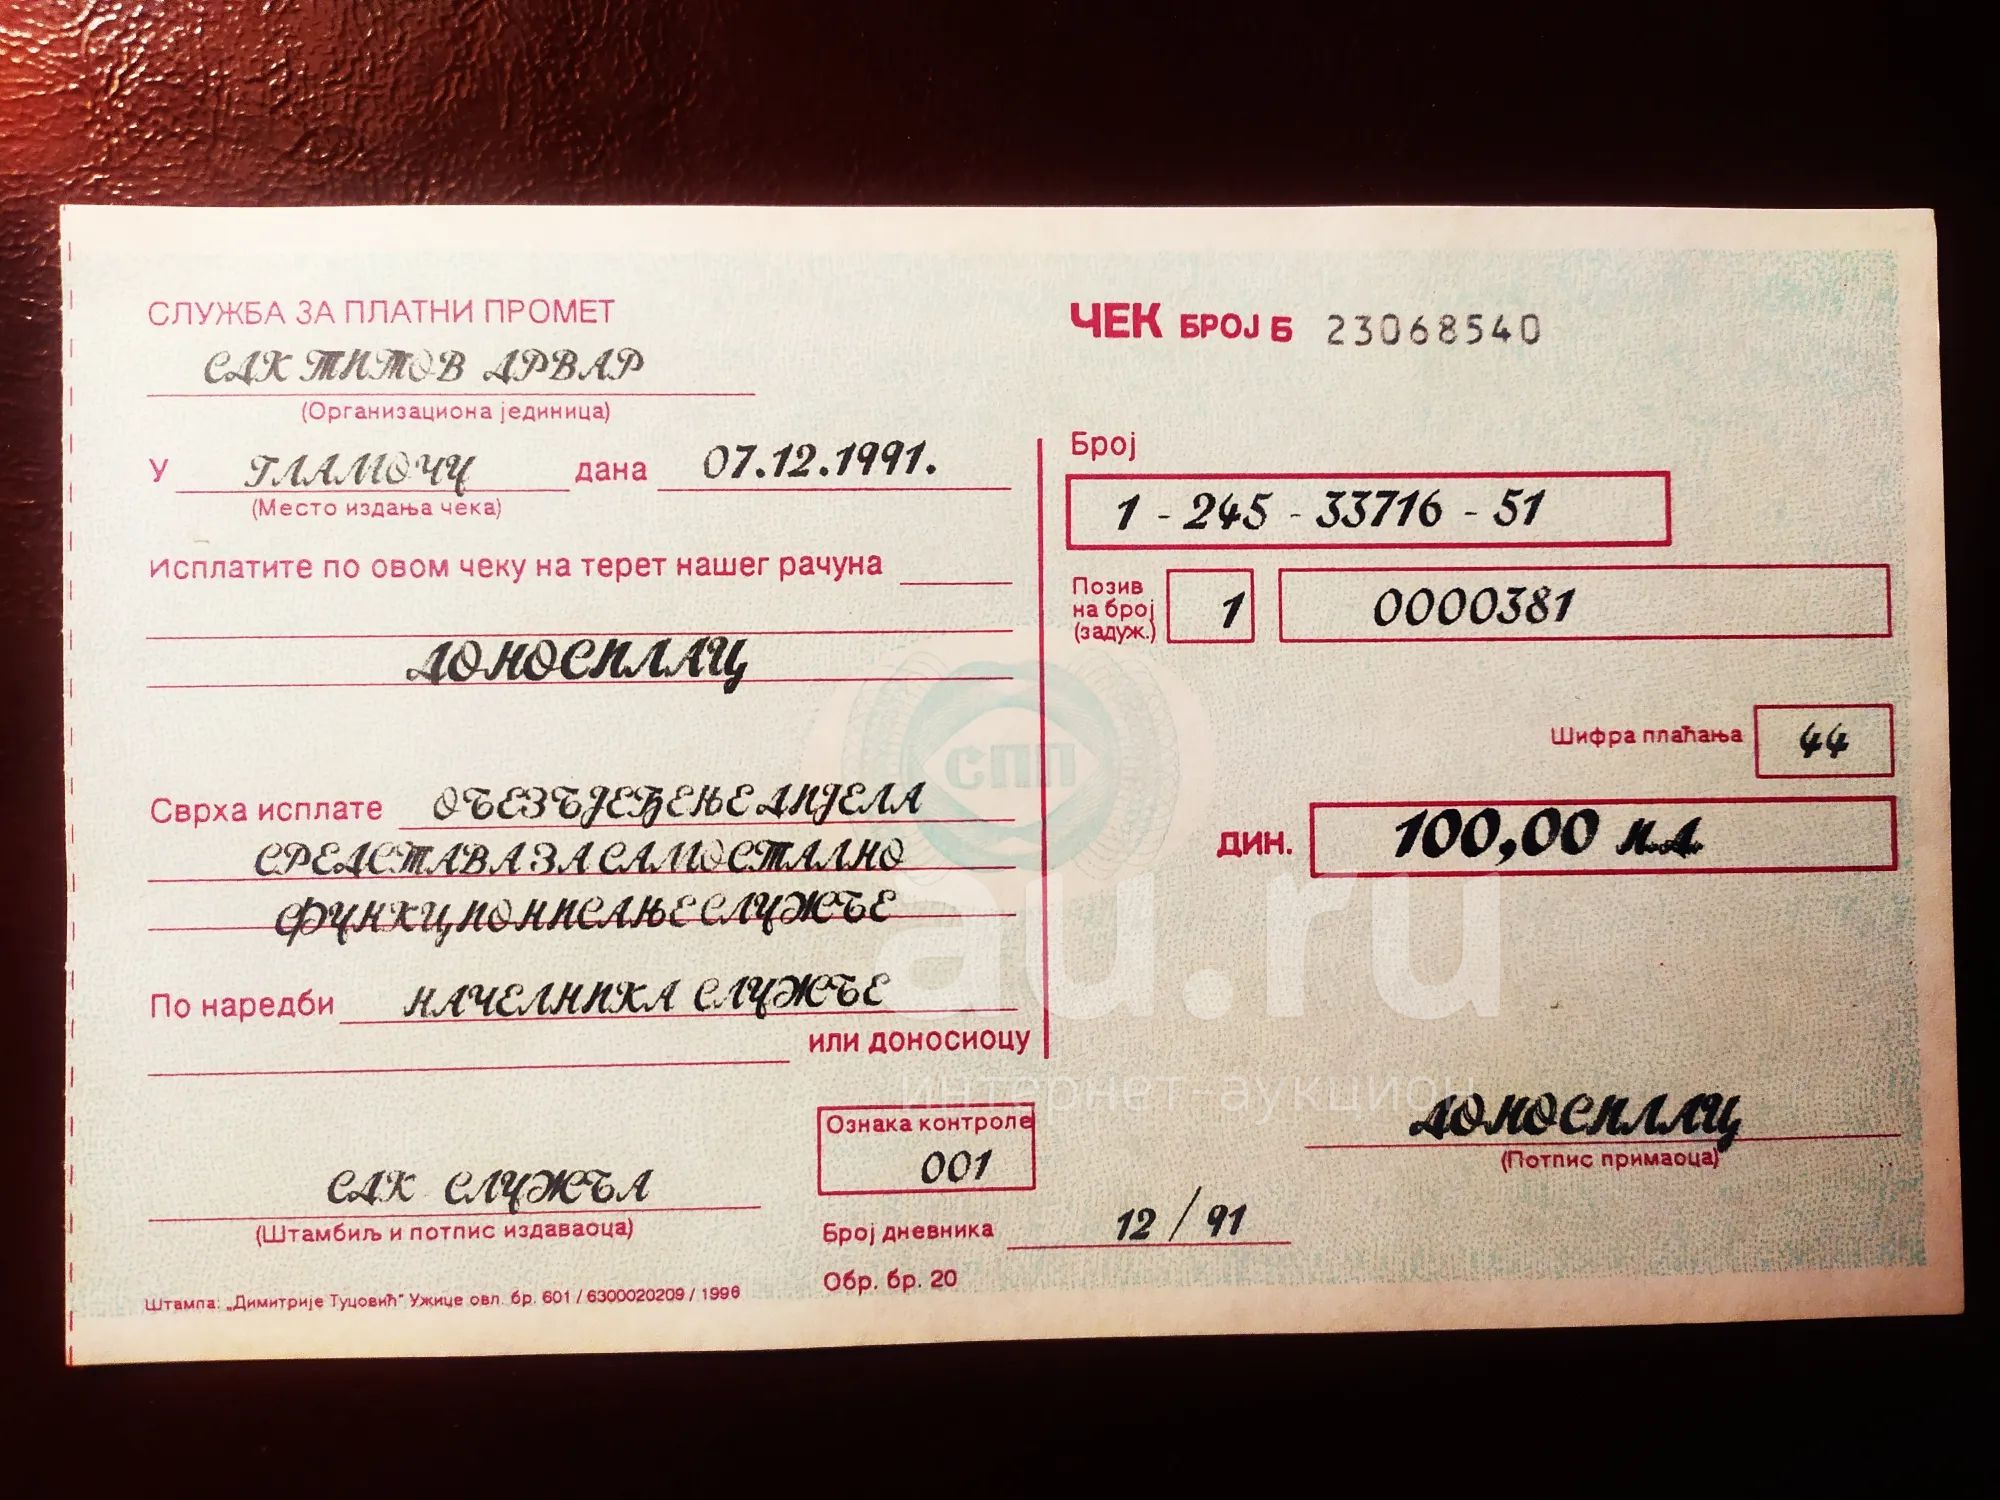 СЛУЖБА ЗА ПЛАТНИ ПРОМЕТ
СДК ТИТОВ ДРВАР
(Организациона јединица)
У ГЛАМОЧУ дана 07.12.1991.
(Место издања чека)
Исплатите по овом чеку на терет нашег рачуна
ДОНОСИЛАЦ
Сврха исплате ОБЕЗБЈЕЂЕЊЕ ДИЈЕЛА
СРЕДСТАВА ЗА САМОСТАЛНО
ФУНКЦИОНИСАЊЕ СЛУЖБЕ
По наредби НАЧЕЛНИКА СЛУЖБЕ
или доносиоцу
СДК СЛУЖБА
(Штамбиљ и потпис издаваоца)
Ознака контроле
001
Број дневника 12 / 91
Обр. бр. 20
Штампа: „Димитрије Туцовић" Ужице овл. бр. 601 / 6300020209 / 1996
ЧЕК БРОЈ Б 23068540
Број
1 - 245 - 33716 - 51
Позив
на број
(задуж.)
1 0000381
Шифра плаћања 44
ДИН. 100,00 Н.Д.
ДОНОСИЛАЦ
(Потпис примаоца)
СПП
au.ru
интернет-аукцион